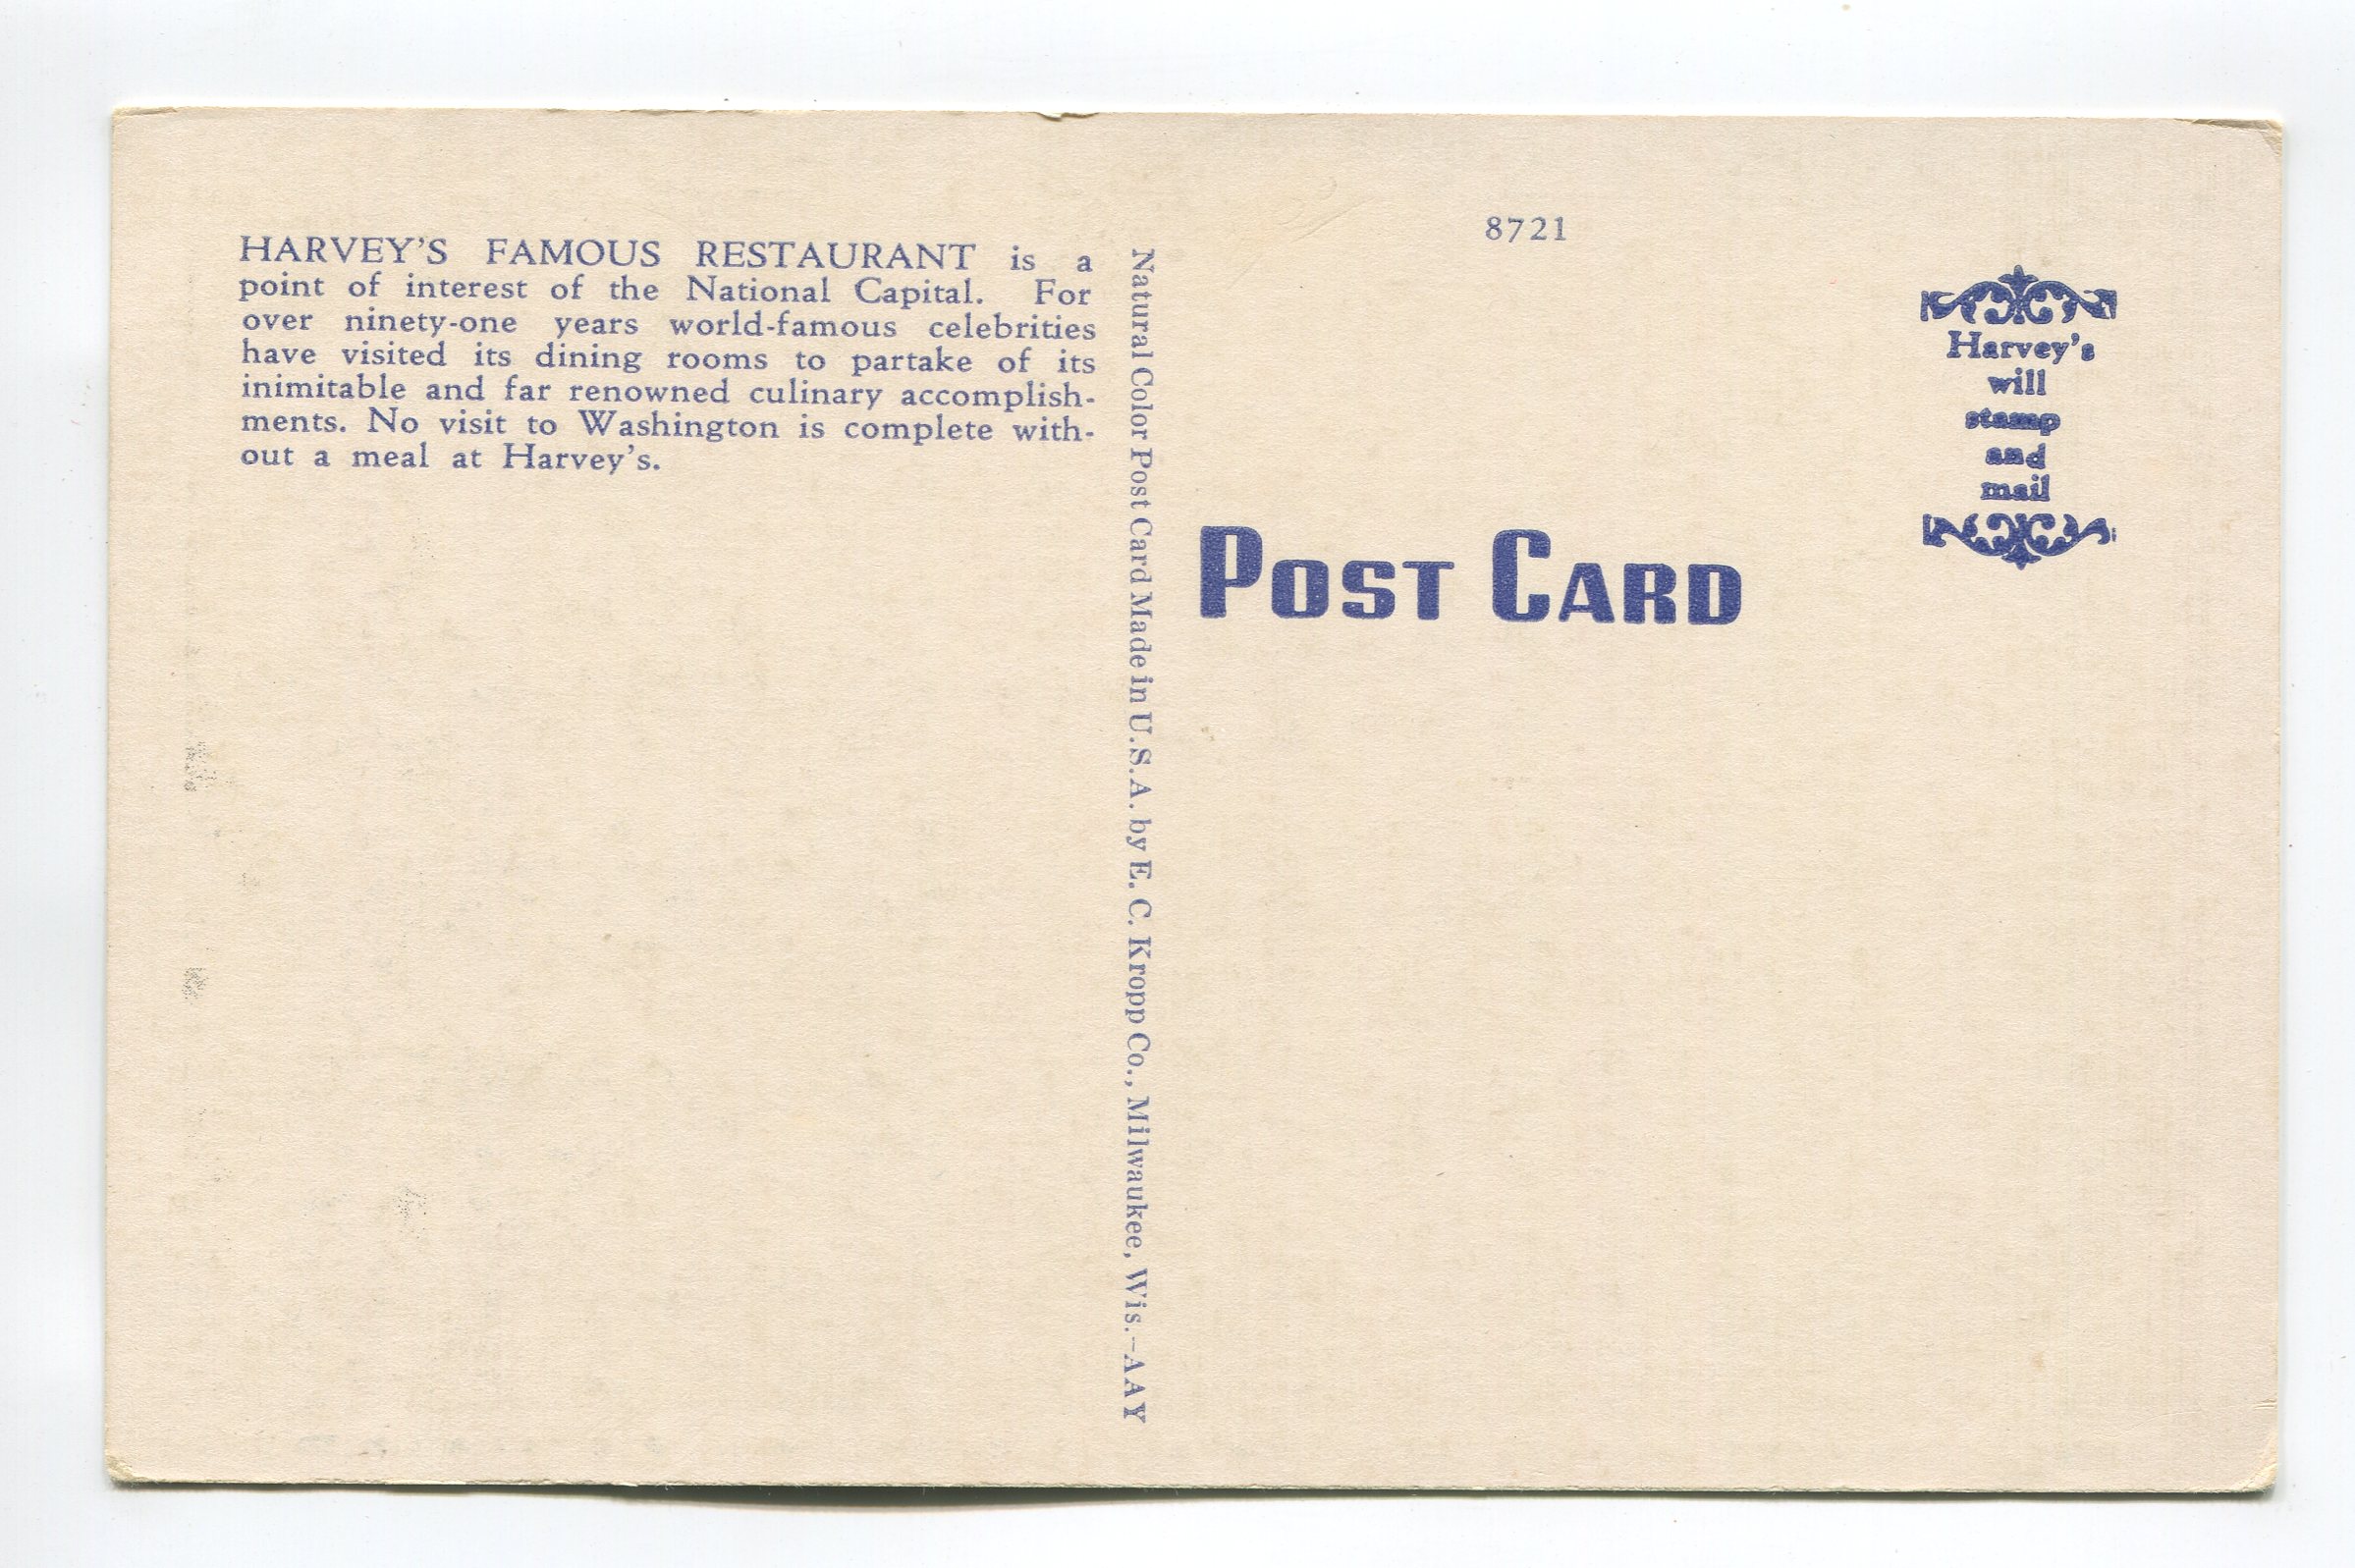 HARVEY'S FAMOUS RESTAURANT is a
point of interest of the National Capital. For
over ninety-one years world-famous celebrities
have visited its dining rooms to partake of its
inimitable and far renowned culinary accomplish-
ments. No visit to Washington is complete with-
out a meal at Harvey's.
Natural Color Post Card Made in U.S.A. by E. C. Kropp Co., Milwaukee, Wis.—AAY
8721
POST CARD
Harvey's
will
stamp
and
mail